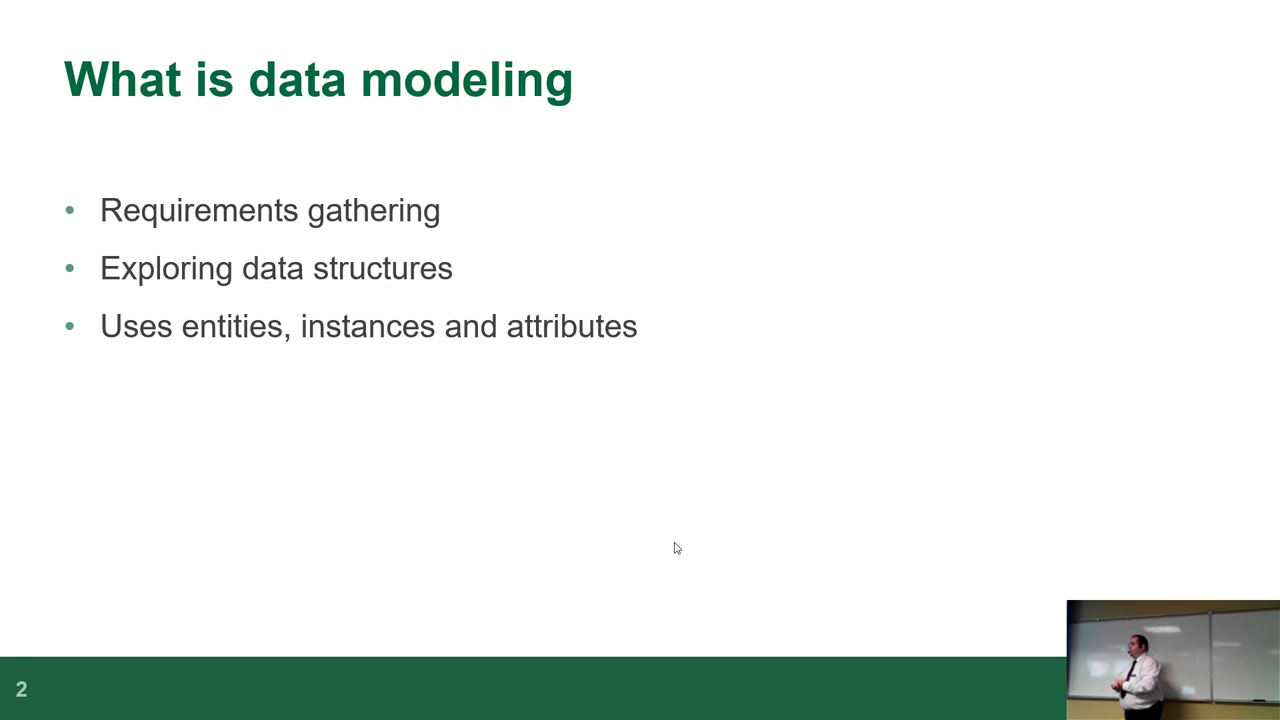 What is data modeling
• Requirements gathering
• Exploring data structures
• Uses entities, instances and attributes
2